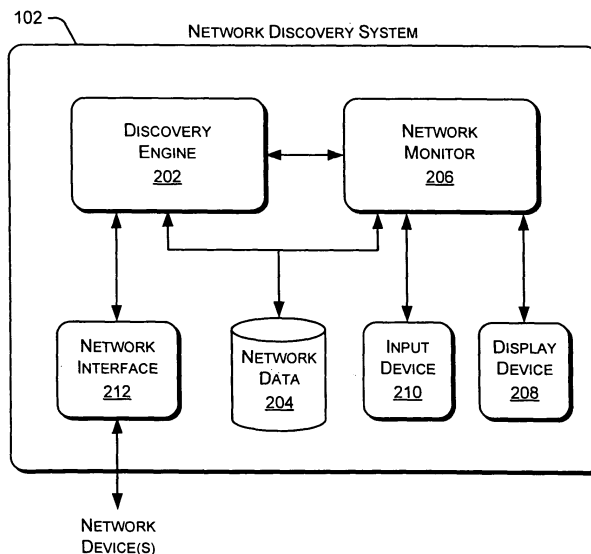 102
NETWORK DISCOVERY SYSTEM
DISCOVERY
ENGINE
202
NETWORK
MONITOR
206
NETWORK
INTERFACE
212
NETWORK
DATA
204
INPUT
DEVICE
210
DISPLAY
DEVICE
208
NETWORK
DEVICE(S)